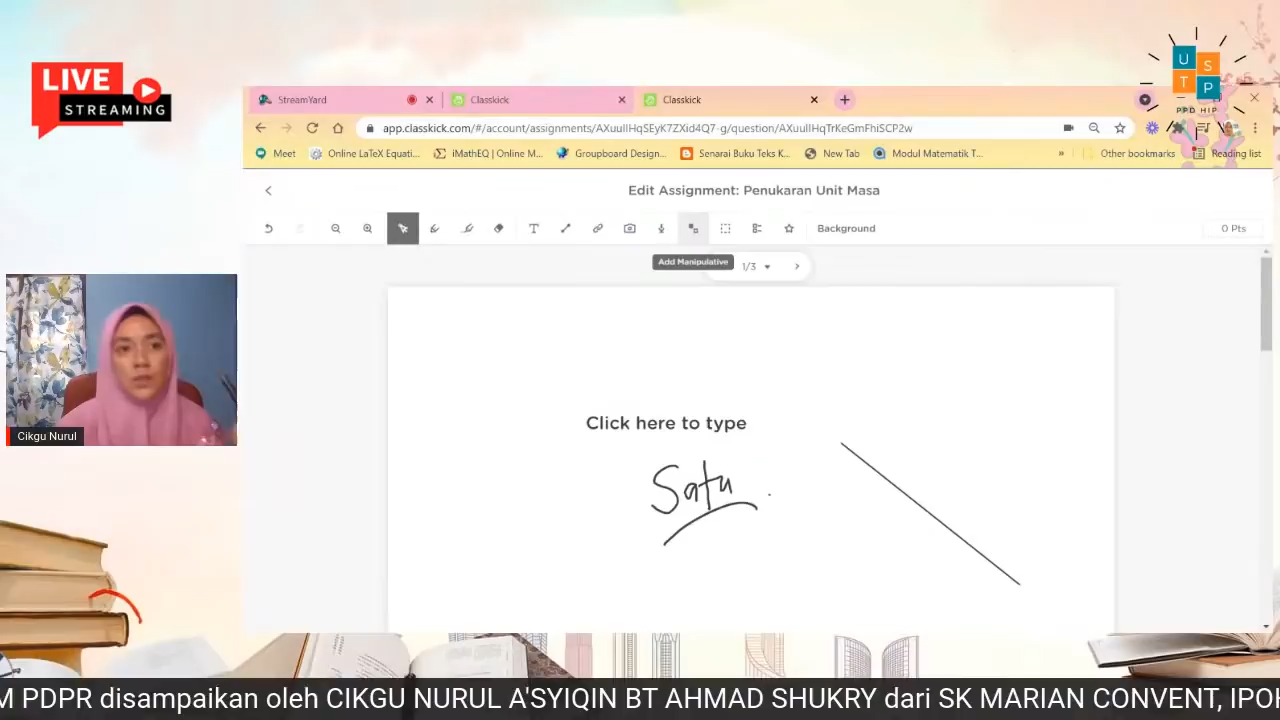 LIVE
STREAMING
U S
T P
PPD HIP
StreamYard
Classkick
Classkick
app.classkick.com/#/account/assignments/AXuulIHqSEyK7ZXid4Q7-g/question/AXuulIHqTrKeGmFhiSCP2w
Meet
Online LaTeX Equati...
iMathEQ | Online M...
Groupboard Design...
Senarai Buku Teks K...
New Tab
Modul Matematik T...
»
Other bookmarks
Reading list
Edit Assignment: Penukaran Unit Masa
T
Background
0 Pts
Add Manipulative
1/3
Click here to type
Satu
Cikgu Nurul
M PDPR disampaikan oleh CIKGU NURUL A'SYIQIN BT AHMAD SHUKRY dari SK MARIAN CONVENT, IPOH